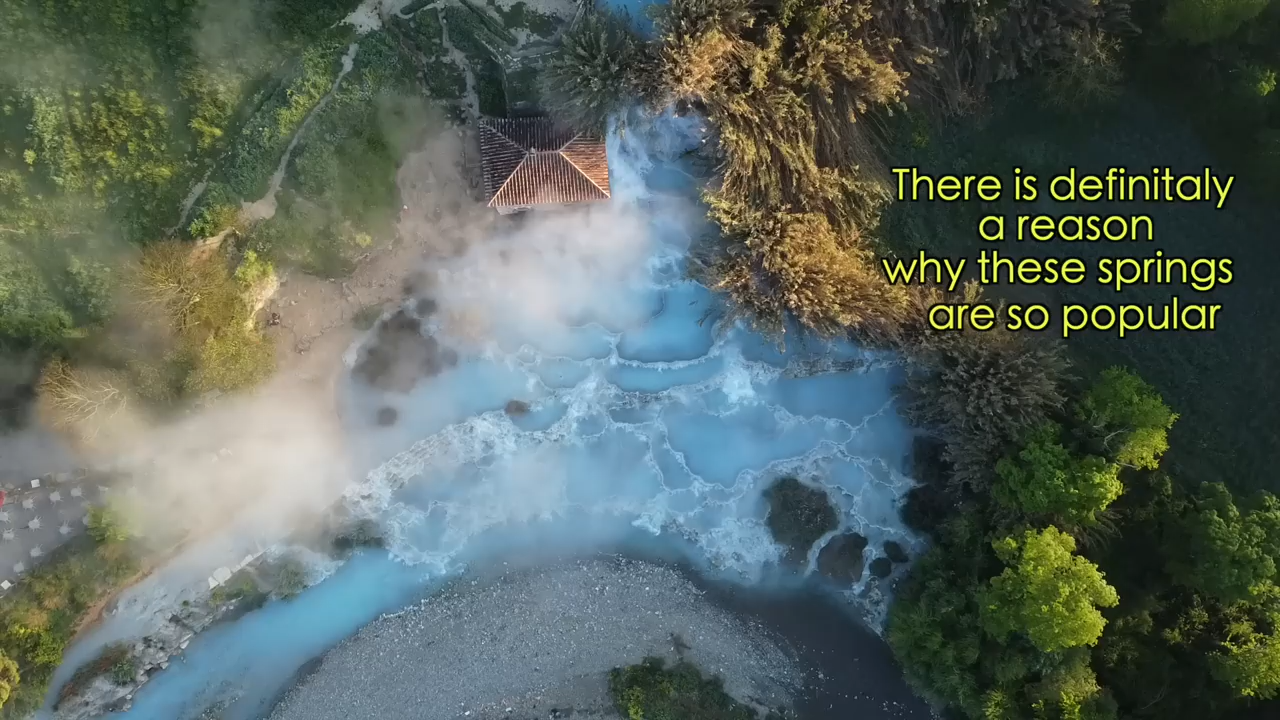 There is definitaly
a reason
why these springs
are so popular